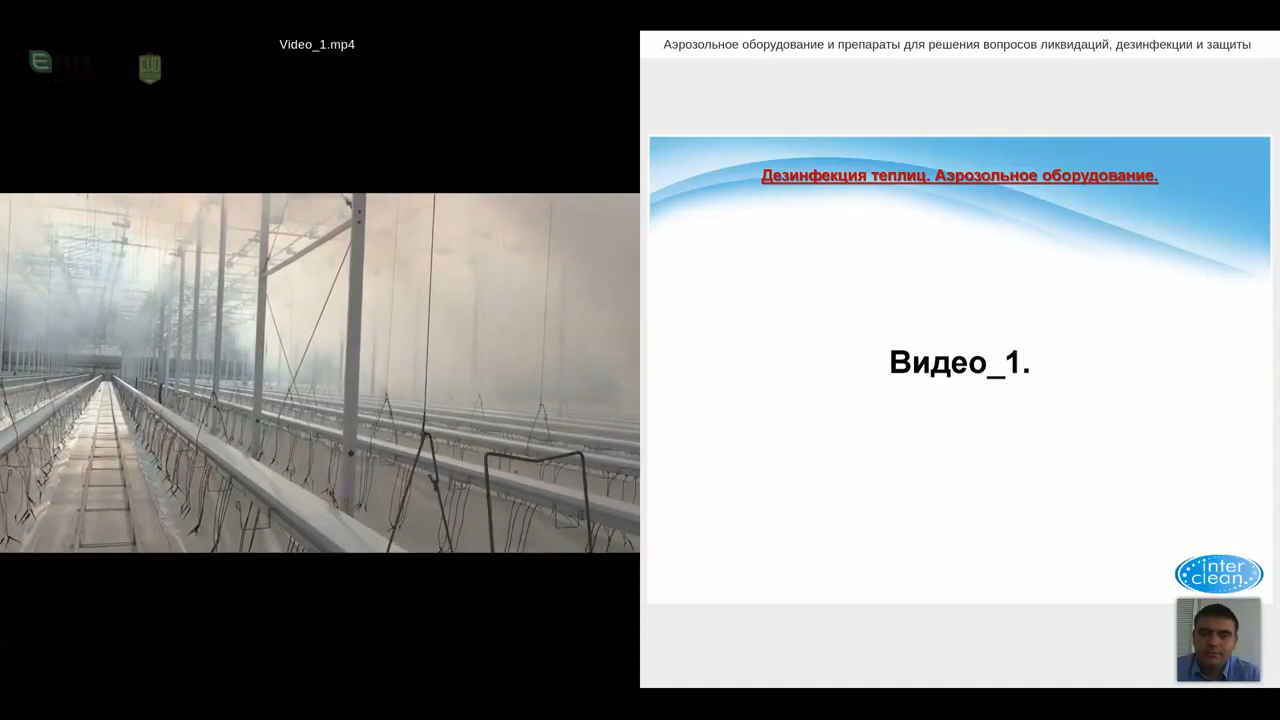 Video_1.mp4
Аэрозольное оборудование и препараты для решения вопросов ликвидаций, дезинфекции и защиты
Дезинфекция теплиц. Аэрозольное оборудование.
Видео_1.
inter
clean